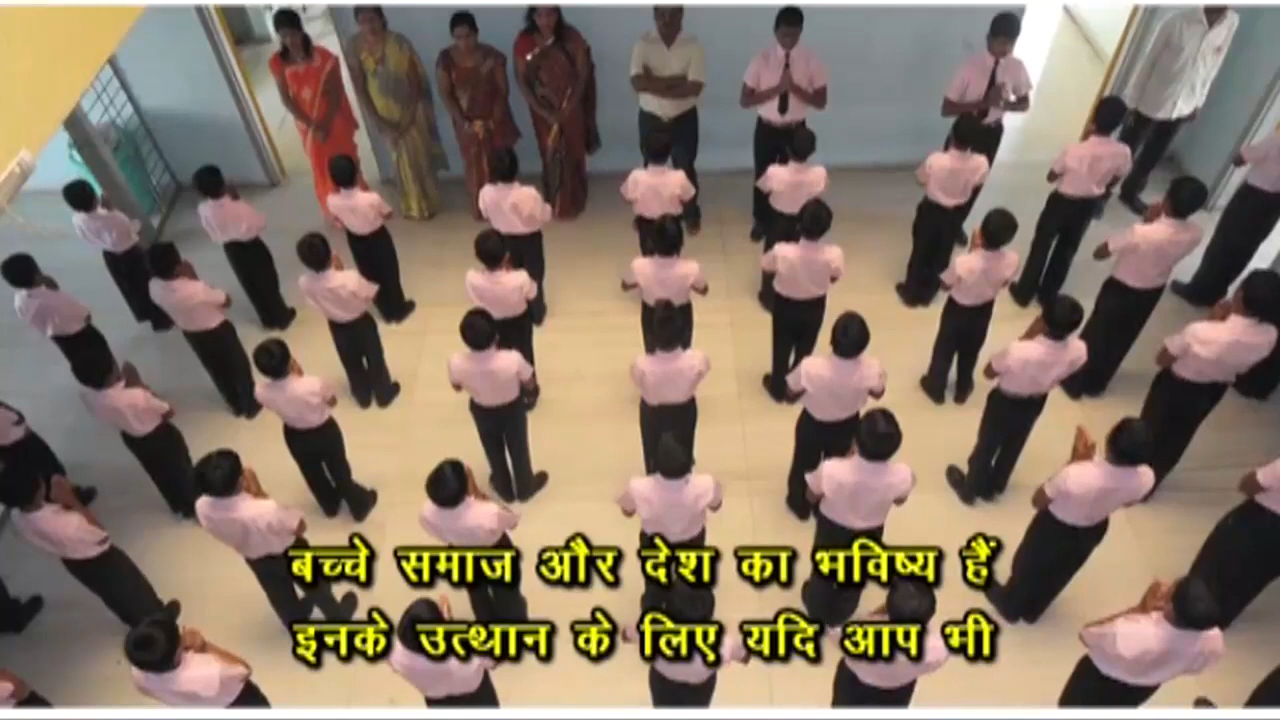 बच्चे समाज और देश का भविष्य हैं
इनके उत्थान के लिए यदि आप भी